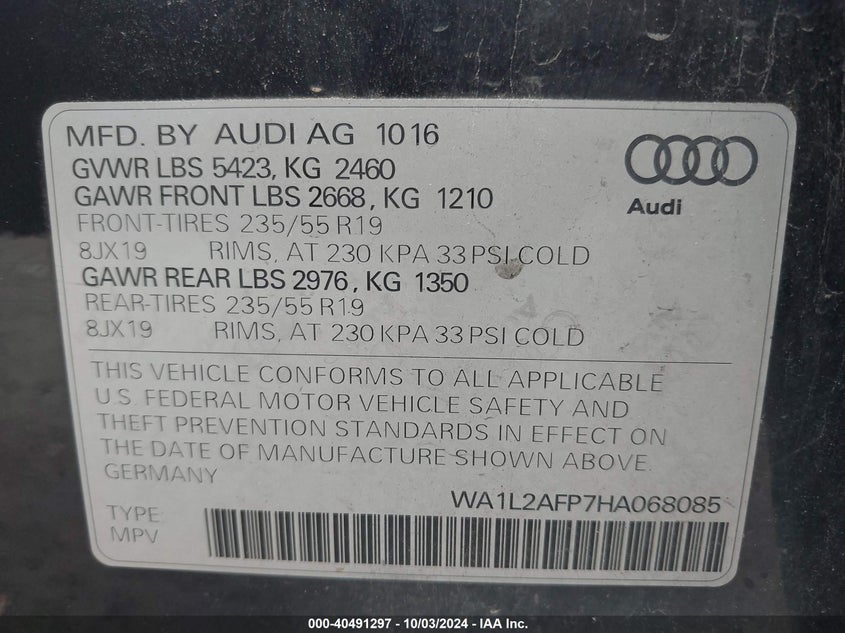 MFD. BY AUDI AG 1016
GVWR LBS 5423, KG 2460
GAWR FRONT LBS 2668, KG 1210
FRONT-TIRES 235/55 R19
8JX19 RIMS, AT 230 KPA 33 PSI COLD
GAWR REAR LBS 2976, KG 1350
REAR-TIRES 235/55 R19
8JX19 RIMS, AT 230 KPA 33 PSI COLD
Audi
THIS VEHICLE CONFORMS TO ALL APPLICABLE
U.S. FEDERAL MOTOR VEHICLE SAFETY AND
THEFT PREVENTION STANDARDS IN EFFECT ON
THE DATE OF MANUFACTURE SHOWN ABOVE.
GERMANY
WA1L2AFP7HA068085
TYPE:
MPV
000-40491297 - 10/03/2024 - IAA Inc.